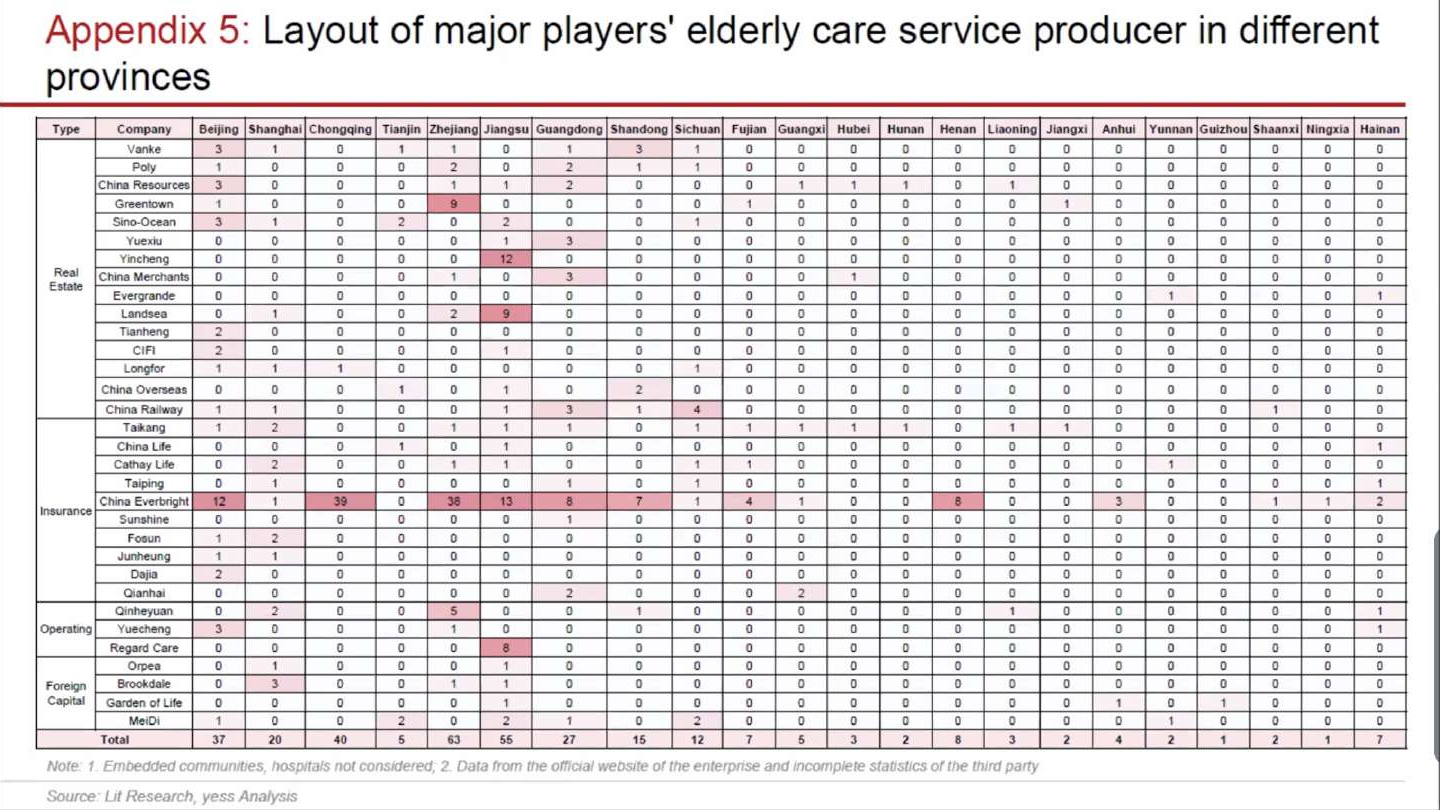 Appendix 5: Layout of major players' elderly care service producer in different
provinces
Type Company Beijing Shanghai Chongqing Tianjin Zhejiang Jiangsu Guangdong Shandong Sichuan Fujian Guangxi Hubei Hunan Henan Liaoning Jiangxi Anhui Yunnan Guizhou Shaanxi Ningxia Hainan
Real Estate
Vanke 3 1 0 1 1 0 1 3 1 0 0 0 0 0 0 0 0 0 0 0 0 0
Poly 1 0 0 0 2 0 2 1 1 0 0 0 0 0 0 0 0 0 0 0 0 0
China Resources 3 0 0 0 1 1 2 0 0 0 1 1 1 0 1 0 0 0 0 0 0 0
Greentown 1 0 0 0 9 0 0 0 0 1 0 0 0 0 0 1 0 0 0 0 0 0
Sino-Ocean 3 1 0 2 0 2 0 0 1 0 0 0 0 0 0 0 0 0 0 0 0 0
Yuexiu 0 0 0 0 0 1 3 0 0 0 0 0 0 0 0 0 0 0 0 0 0 0
Yincheng 0 0 0 0 0 12 0 0 0 0 0 0 0 0 0 0 0 0 0 0 0 0
China Merchants 0 0 0 0 1 0 3 0 0 0 0 1 0 0 0 0 0 0 0 0 0 0
Evergrande 0 0 0 0 0 0 0 0 0 0 0 0 0 0 0 0 0 1 0 0 0 1
Landsea 0 1 0 0 2 9 0 0 0 0 0 0 0 0 0 0 0 0 0 0 0 0
Tianheng 2 0 0 0 0 0 0 0 0 0 0 0 0 0 0 0 0 0 0 0 0 0
CIFI 2 0 0 0 0 1 0 0 0 0 0 0 0 0 0 0 0 0 0 0 0 0
Longfor 1 1 1 0 0 0 0 0 1 0 0 0 0 0 0 0 0 0 0 0 0 0
China Overseas 0 0 0 1 0 1 0 2 0 0 0 0 0 0 0 0 0 0 0 0 0 0
China Railway 1 1 0 0 0 1 3 1 4 0 0 0 0 0 0 0 0 0 0 1 0 0
Insurance
Taikang 1 2 0 0 1 1 1 0 1 1 1 1 1 0 1 1 0 0 0 0 0 0
China Life 0 0 0 1 0 1 0 0 0 0 0 0 0 0 0 0 0 0 0 0 0 1
Cathay Life 0 2 0 0 1 1 0 0 1 1 0 0 0 0 0 0 0 1 0 0 0 0
Taiping 0 1 0 0 0 0 1 0 1 0 0 0 0 0 0 0 0 0 0 0 0 1
China Everbright 12 1 39 0 38 13 8 7 1 4 1 0 0 8 0 0 3 0 0 1 1 2
Sunshine 0 0 0 0 0 0 1 0 0 0 0 0 0 0 0 0 0 0 0 0 0 0
Fosun 1 2 0 0 0 0 0 0 0 0 0 0 0 0 0 0 0 0 0 0 0 0
Junheung 1 1 0 0 0 0 0 0 0 0 0 0 0 0 0 0 0 0 0 0 0 0
Dajia 2 0 0 0 0 0 0 0 0 0 0 0 0 0 0 0 0 0 0 0 0 0
Qianhai 0 0 0 0 0 0 2 0 0 0 2 0 0 0 0 0 0 0 0 0 0 0
Operating
Qinheyuan 0 2 0 0 5 0 0 1 0 0 0 0 0 0 1 0 0 0 0 0 0 1
Yuecheng 3 0 0 0 1 0 0 0 0 0 0 0 0 0 0 0 0 0 0 0 0 1
Regard Care 0 0 0 0 0 8 0 0 0 0 0 0 0 0 0 0 0 0 0 0 0 0
Foreign Capital
Orpea 0 1 0 0 0 1 0 0 0 0 0 0 0 0 0 0 0 0 0 0 0 0
Brookdale 0 3 0 0 1 1 0 0 0 0 0 0 0 0 0 0 0 0 0 0 0 0
Garden of Life 0 0 0 0 0 1 0 0 0 0 0 0 0 0 0 0 1 0 1 0 0 0
MeiDi 1 0 0 2 0 2 1 0 2 0 0 0 0 0 0 0 0 1 0 0 0 0
Total 37 20 40 5 63 55 27 15 12 7 5 3 2 8 3 2 4 2 1 2 1 7
Note: 1. Embedded communities, hospitals not considered; 2. Data from the official website of the enterprise and incomplete statistics of the third party
Source: Lit Research, yess Analysis